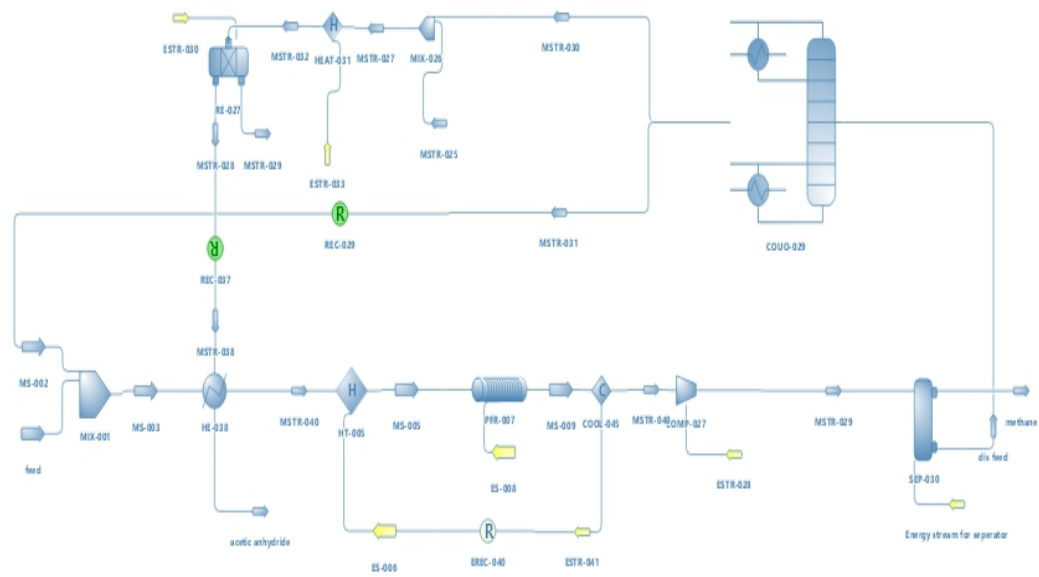 ESTR-030
MSTR-032
HEAT-031
MSTR-027
MIX-026
MSTR-030
H
RE-027
MSTR-028
MSTR-029
ESTR-033
MSTR-025
R
REC-029
MSTR-031
COLO-029
R
REC-037
MSTR-038
MS-002
MIX-001
MS-003
HE-038
MSTR-040
H
HT-005
MS-005
PFR-007
MS-009
C
COOL-045
MSTR-040
COMP-027
MSTR-029
methane
dis feed
feed
ES-008
ESTR-028
SEP-030
Energy stream for seperator
acetic anhydride
ES-006
R
EREC-040
ESTR-041